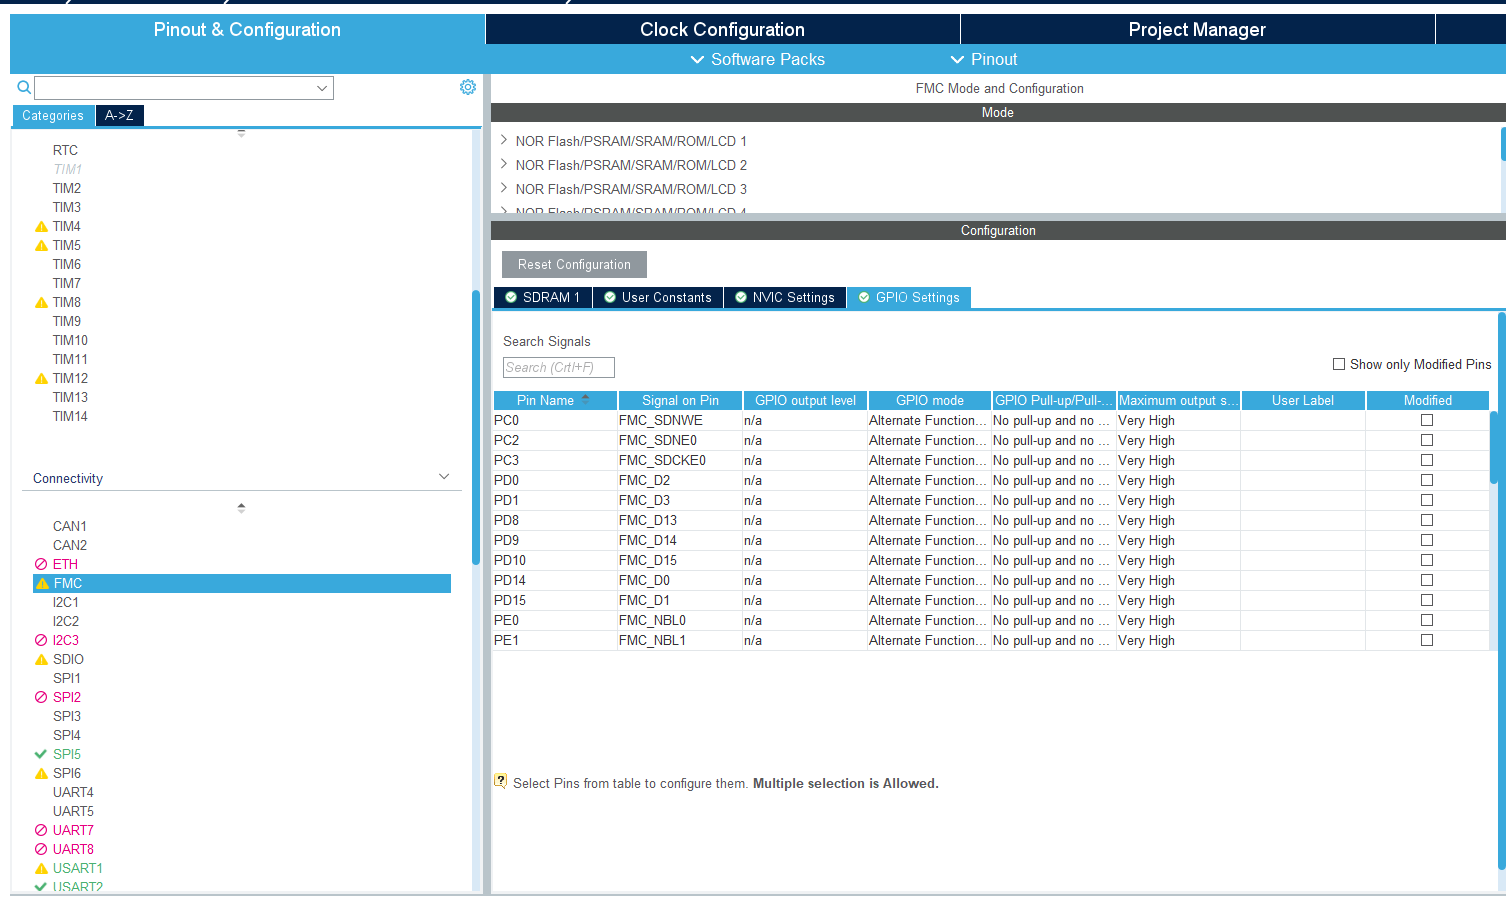 Pinout & Configuration
Clock Configuration
Project Manager
Software Packs
Pinout
Categories
A->Z
RTC
TIM1
TIM2
TIM3
TIM4
TIM5
TIM6
TIM7
TIM8
TIM9
TIM10
TIM11
TIM12
TIM13
TIM14
Connectivity
CAN1
CAN2
ETH
FMC
I2C1
I2C2
I2C3
SDIO
SPI1
SPI2
SPI3
SPI4
SPI5
SPI6
UART4
UART5
UART7
UART8
USART1
USART2
FMC Mode and Configuration
Mode
NOR Flash/PSRAM/SRAM/ROM/LCD 1
NOR Flash/PSRAM/SRAM/ROM/LCD 2
NOR Flash/PSRAM/SRAM/ROM/LCD 3
NOR Flash/PSRAM/SRAM/ROM/LCD 4
Configuration
Reset Configuration
SDRAM 1 User Constants NVIC Settings GPIO Settings
Search Signals
Search (Crtl+F)
Show only Modified Pins
Pin Name Signal on Pin GPIO output level GPIO mode GPIO Pull-up/Pull-... Maximum output s... User Label Modified
PC0 FMC_SDNWE n/a Alternate Function... No pull-up and no ... Very High
PC2 FMC_SDNE0 n/a Alternate Function... No pull-up and no ... Very High
PC3 FMC_SDCKE0 n/a Alternate Function... No pull-up and no ... Very High
PD0 FMC_D2 n/a Alternate Function... No pull-up and no ... Very High
PD1 FMC_D3 n/a Alternate Function... No pull-up and no ... Very High
PD8 FMC_D13 n/a Alternate Function... No pull-up and no ... Very High
PD9 FMC_D14 n/a Alternate Function... No pull-up and no ... Very High
PD10 FMC_D15 n/a Alternate Function... No pull-up and no ... Very High
PD14 FMC_D0 n/a Alternate Function... No pull-up and no ... Very High
PD15 FMC_D1 n/a Alternate Function... No pull-up and no ... Very High
PE0 FMC_NBL0 n/a Alternate Function... No pull-up and no ... Very High
PE1 FMC_NBL1 n/a Alternate Function... No pull-up and no ... Very High
Select Pins from table to configure them. Multiple selection is Allowed.